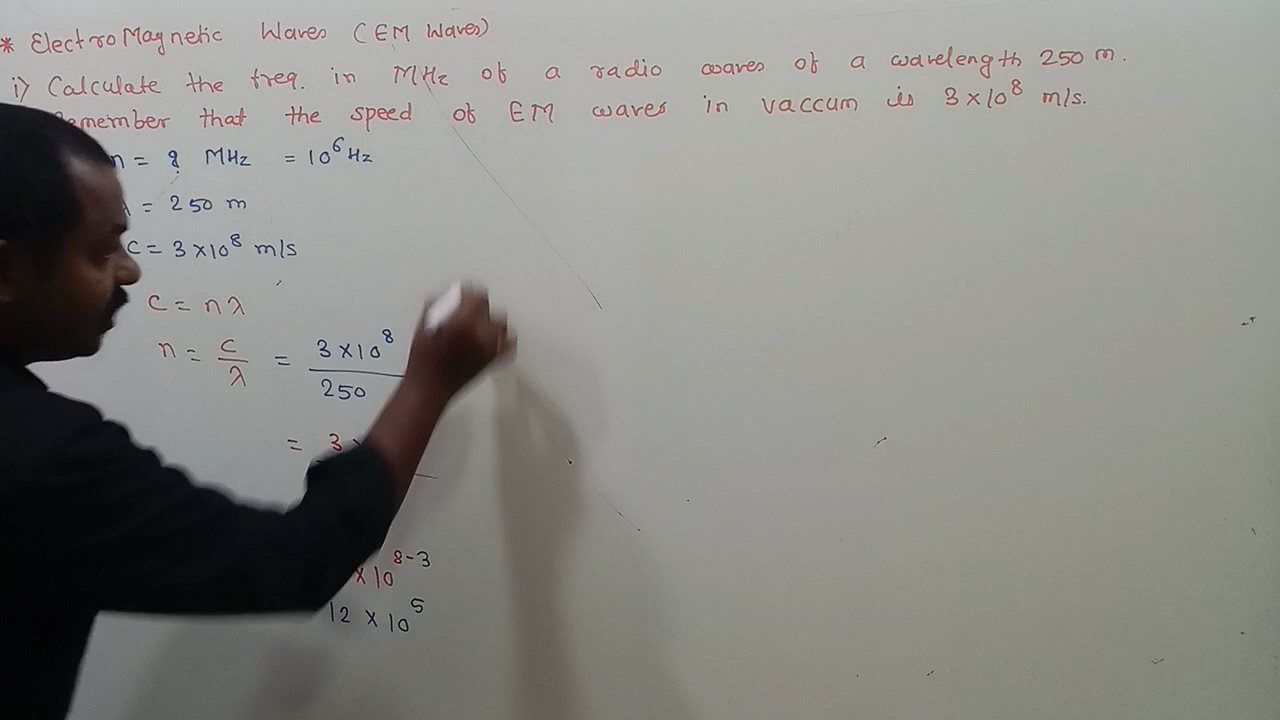 * ElectroMagnetic Waves (EM Waves)
i) Calculate the freq. in MHz of a radio waves of a wavelength 250 m.
emember that the speed of EM waves in vaccum is 3×10⁸ m/s.
n = ? MHz = 10⁶ Hz
λ = 250 m
C = 3×10⁸ m/s
C = nλ
n = C/λ = 3×10⁸/250
= 3
×10⁸⁻³
12 × 10⁵